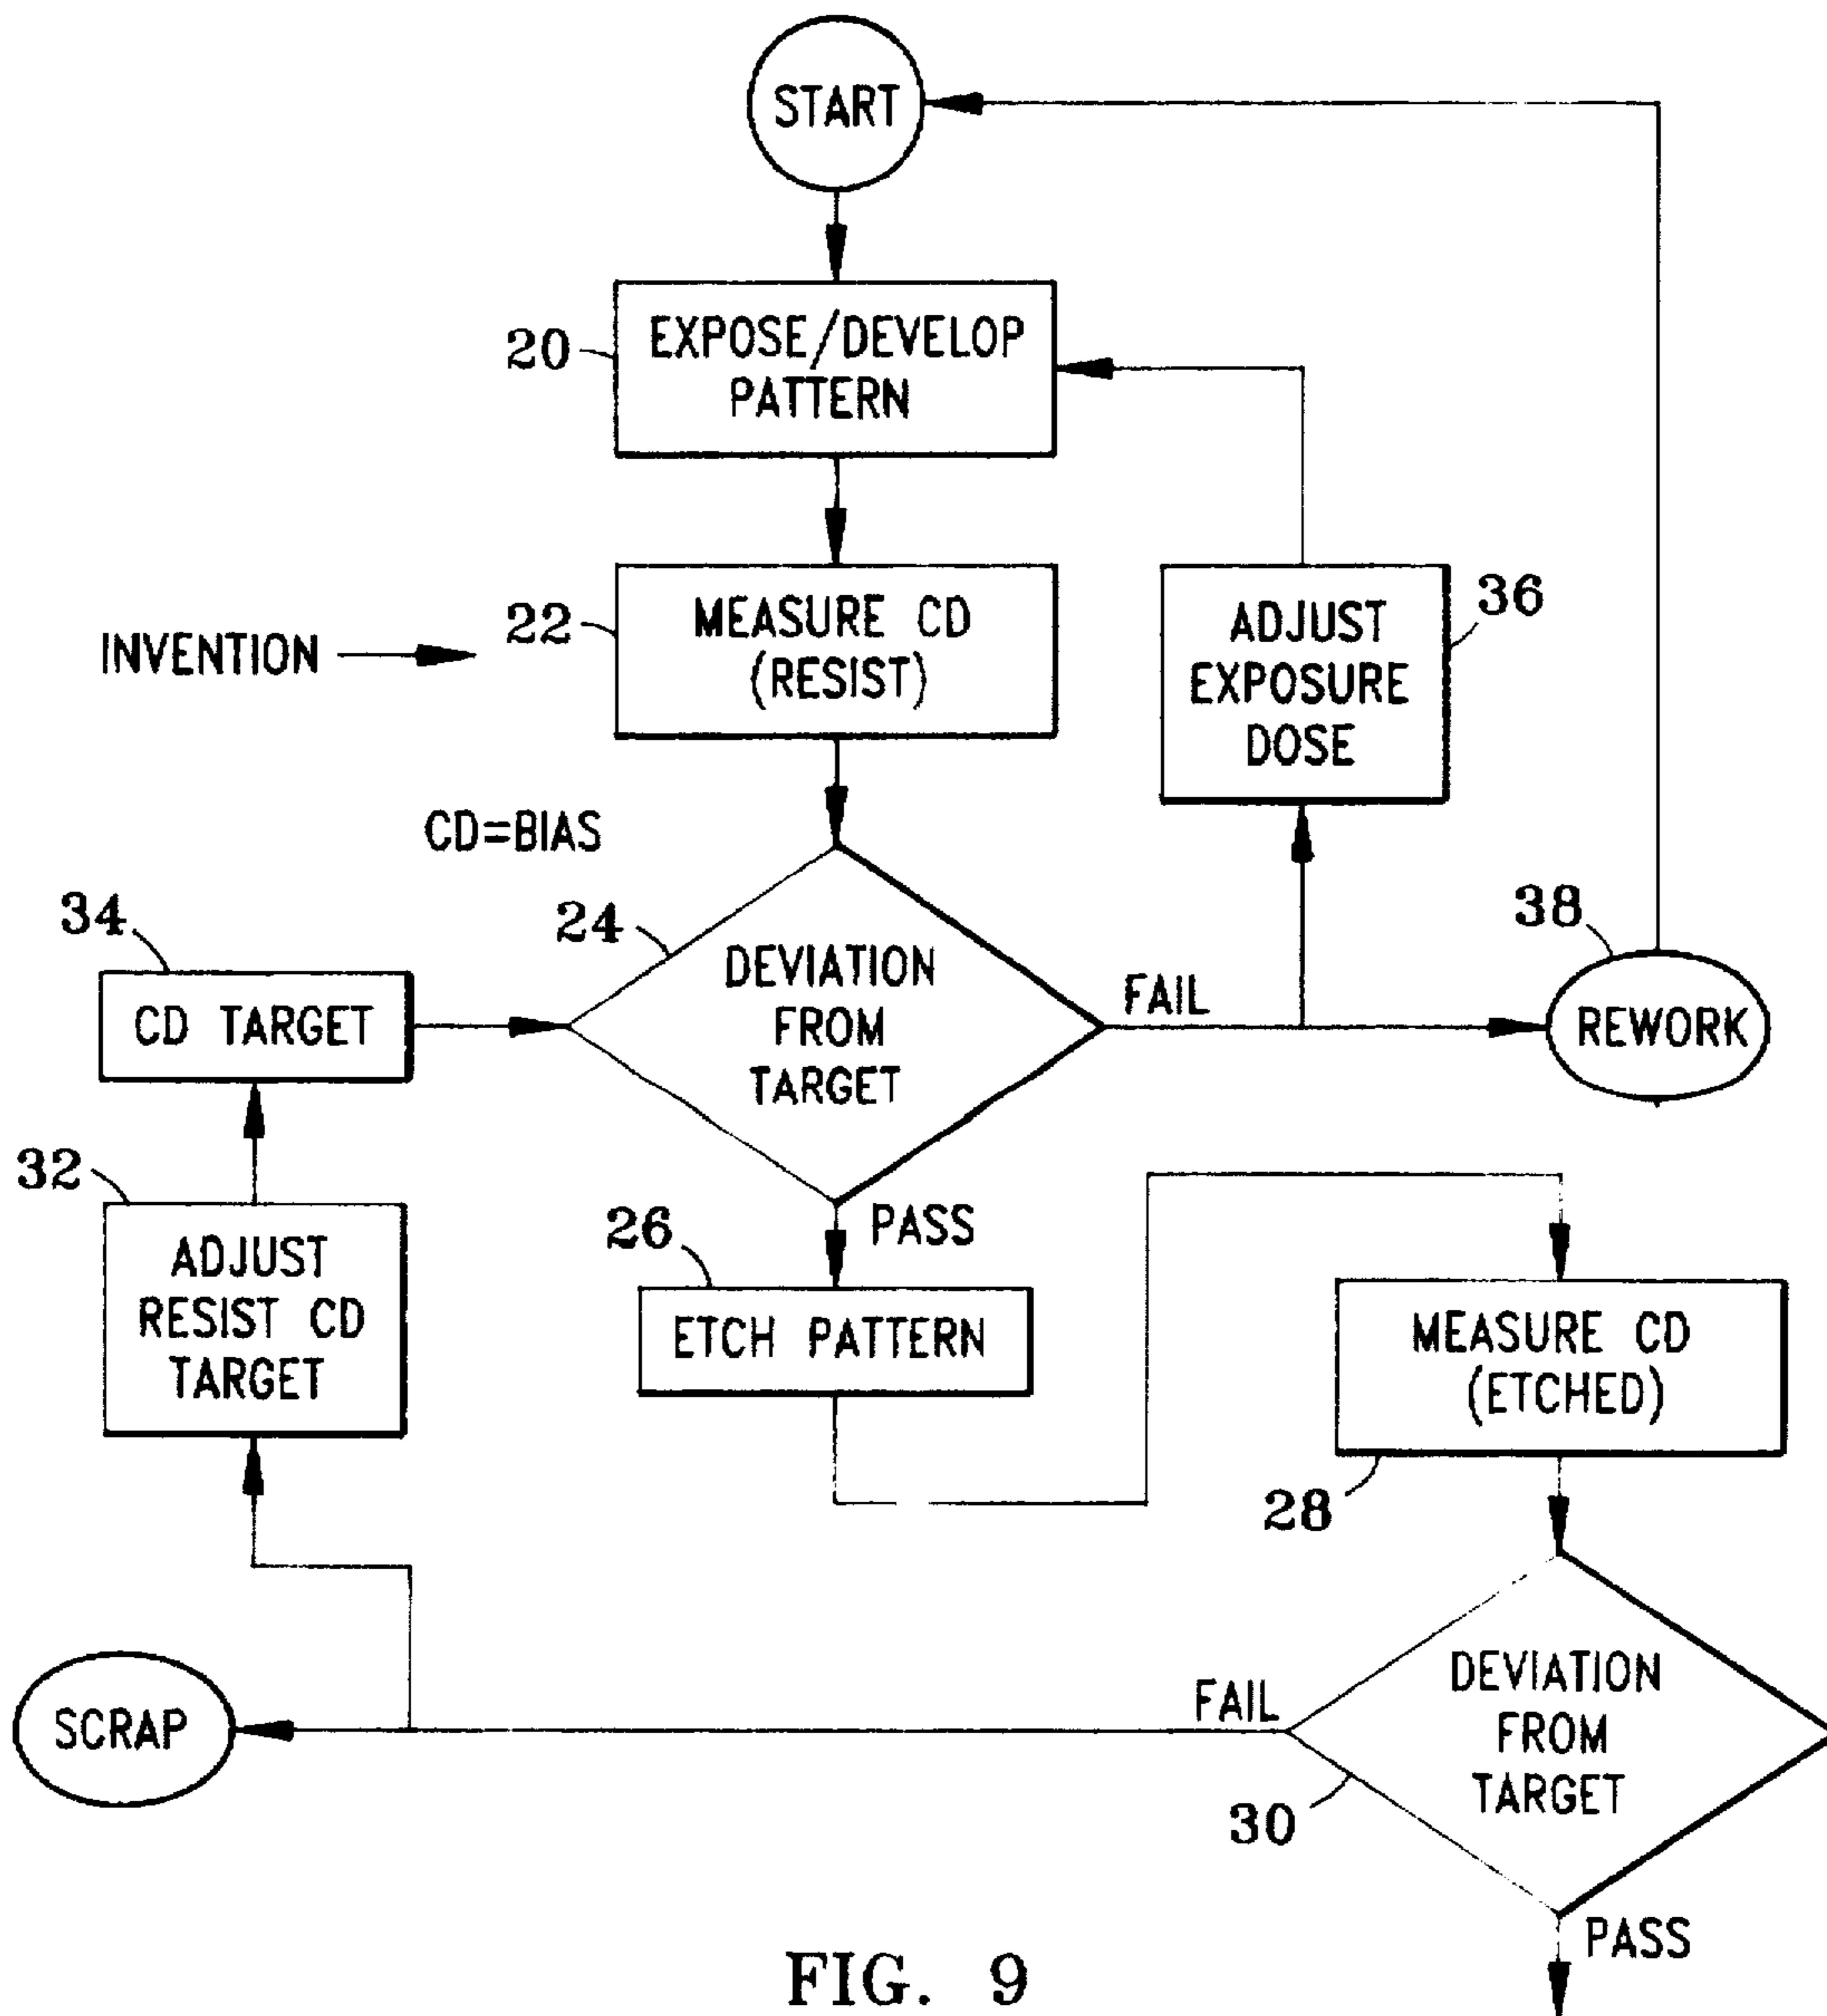 START
20
EXPOSE/DEVELOP
PATTERN
INVENTION
22
MEASURE CD
(RESIST)
36
ADJUST
EXPOSURE
DOSE
CD=BIAS
34
CD TARGET
24
DEVIATION
FROM
TARGET
FAIL
38
REWORK
32
ADJUST
RESIST CD
TARGET
PASS
26
ETCH PATTERN
MEASURE CD
(ETCHED)
28
SCRAP
FAIL
DEVIATION
FROM
TARGET
30
PASS
FIG. 9